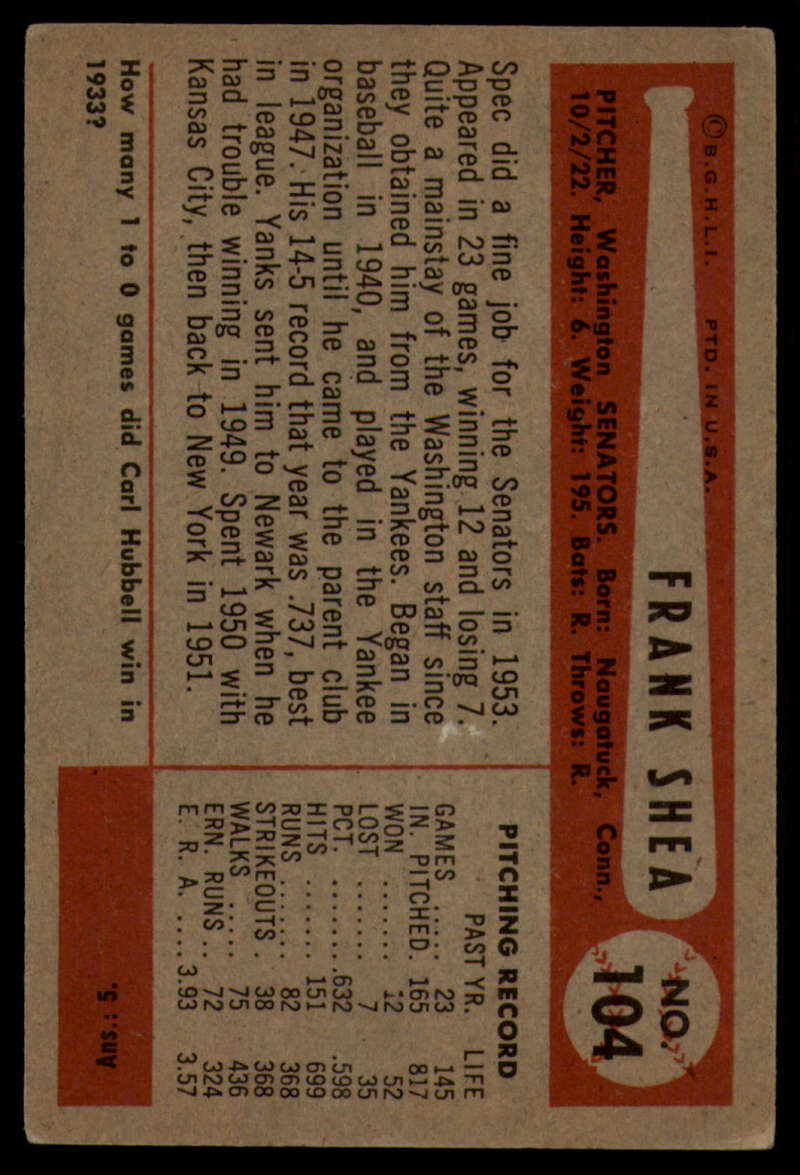 © B.G.H.L.I. PTD. IN U.S.A.
FRANK SHEA
NO.
104
PITCHER, Washington SENATORS. Born: Naugatuck, Conn.,
10/2/22. Height: 6. Weight: 195. Bats: R. Throws: R.
Spec did a fine job for the Senators in 1953.
Appeared in 23 games, winning 12 and losing 7.
Quite a mainstay of the Washington staff since
they obtained him from the Yankees. Began in
baseball in 1940, and played in the Yankee
organization until he came to the parent club
in 1947. His 14-5 record that year was .737, best
in league. Yanks sent him to Newark when he
had trouble winning in 1949. Spent 1950 with
Kansas City, then back to New York in 1951.
How many 1 to 0 games did Carl Hubbell win in
1933?
PITCHING RECORD
PAST YR. LIFE
GAMES ..... 23 145
IN. PITCHED. 165 817
WON ....... 12 52
LOST ....... 7 35
PCT. ........ .632 .598
HITS ....... 151 699
RUNS ....... 82 368
STRIKEOUTS . 38 368
WALKS ..... 75 436
ERN. RUNS .. 72 324
E. R. A. .... 3.93 3.57
Ans.: 5.